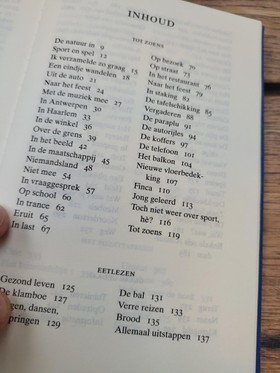 INHOUD
TOT ZOENS
De natuur in 9
Sport en spel 12
Ik verzamelde zo graag 15
Een eindje wandelen 18
Uit de auto 21
Naar het feest 24
Met de muziek mee 27
In Antwerpen 30
In Haarlem 33
In de winkel 36
Over de grens 39
In het beeld 42
In de maatschappij 45
Niemandsland 48
Niet mee 54
In vraaggesprek 57
Op school 60
In trance 62
Eruit 65
In last 67
Op bezoek 70
Op straat 73
In het restaurant 76
Naar het feest 79
In staking 82
De tafelschikking 85
Vergaderen 88
De paraplu 91
De autorijles 94
De koffers 97
De telefoon 101
Het balkon 104
Nieuwe vloerbedek-
king 107
Finca 110
Jong geleerd 113
Toch niet weer over sport,
hè? 116
Tot zoens 119
EETLEZEN
Gezond leven 125
De klamboe 127
gen, dansen,
pringen 129
De bal 131
Verre reizen 133
Brood 135
Allemaal uitstappen 137